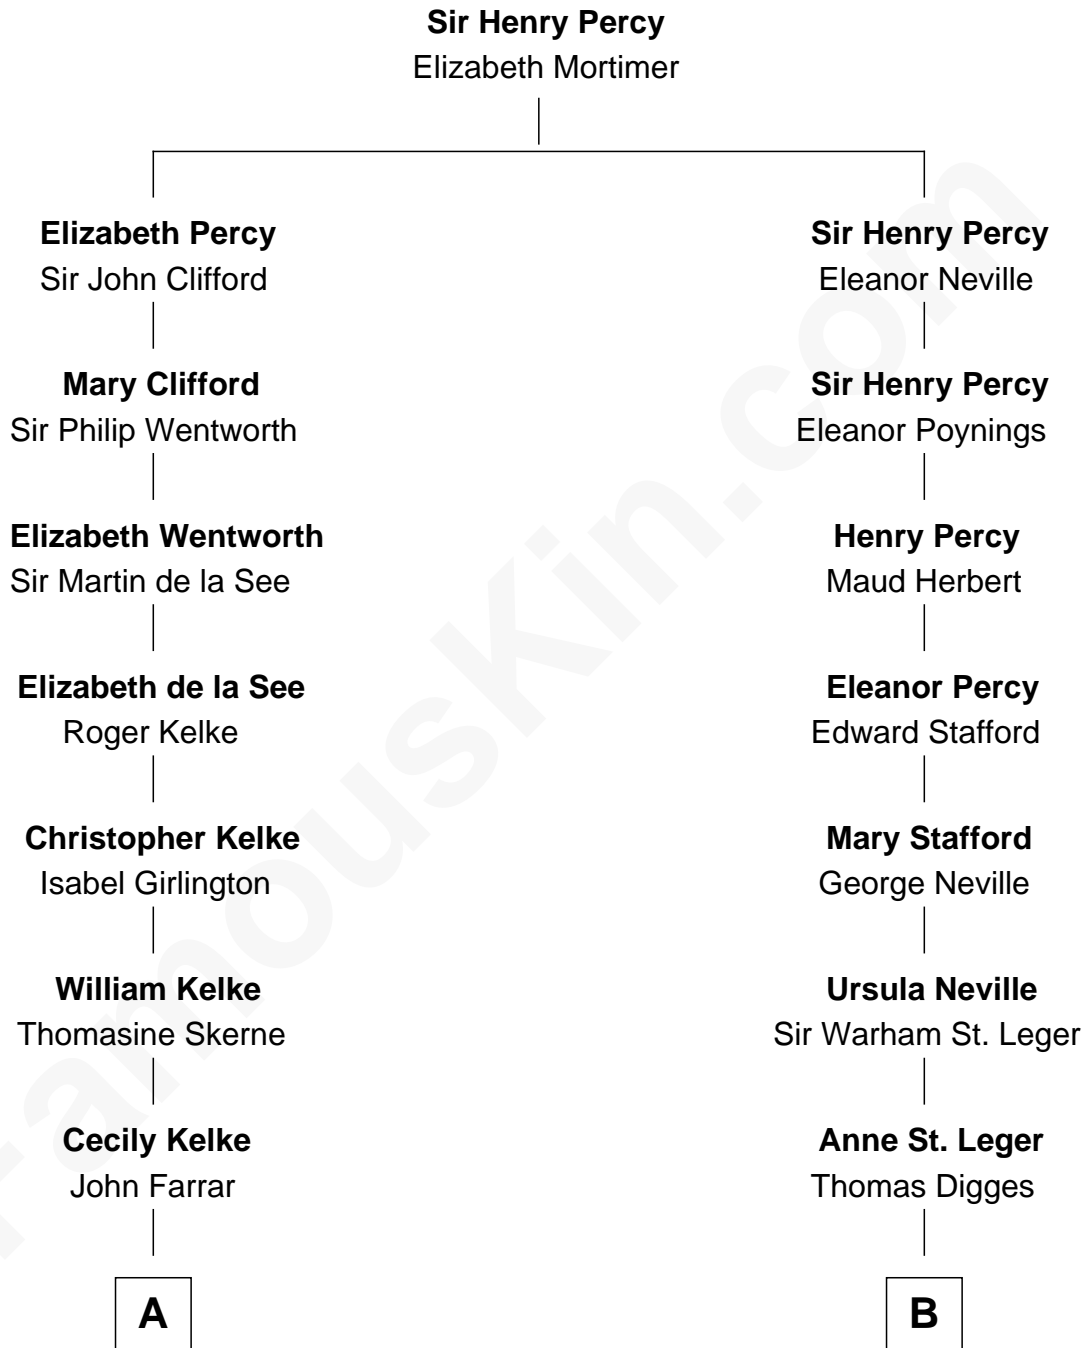 Sir Henry Percy
Elizabeth Mortimer
Elizabeth Percy
Sir John Clifford
Sir Henry Percy
Eleanor Neville
Mary Clifford
Sir Philip Wentworth
Sir Henry Percy
Eleanor Poynings
Elizabeth Wentworth
Sir Martin de la See
Henry Percy
Maud Herbert
Elizabeth de la See
Roger Kelke
Eleanor Percy
Edward Stafford
Christopher Kelke
Isabel Girlington
Mary Stafford
George Neville
William Kelke
Thomasine Skerne
Ursula Neville
Sir Warham St. Leger
Cecily Kelke
John Farrar
Anne St. Leger
Thomas Digges
A
B
FamousKin.com